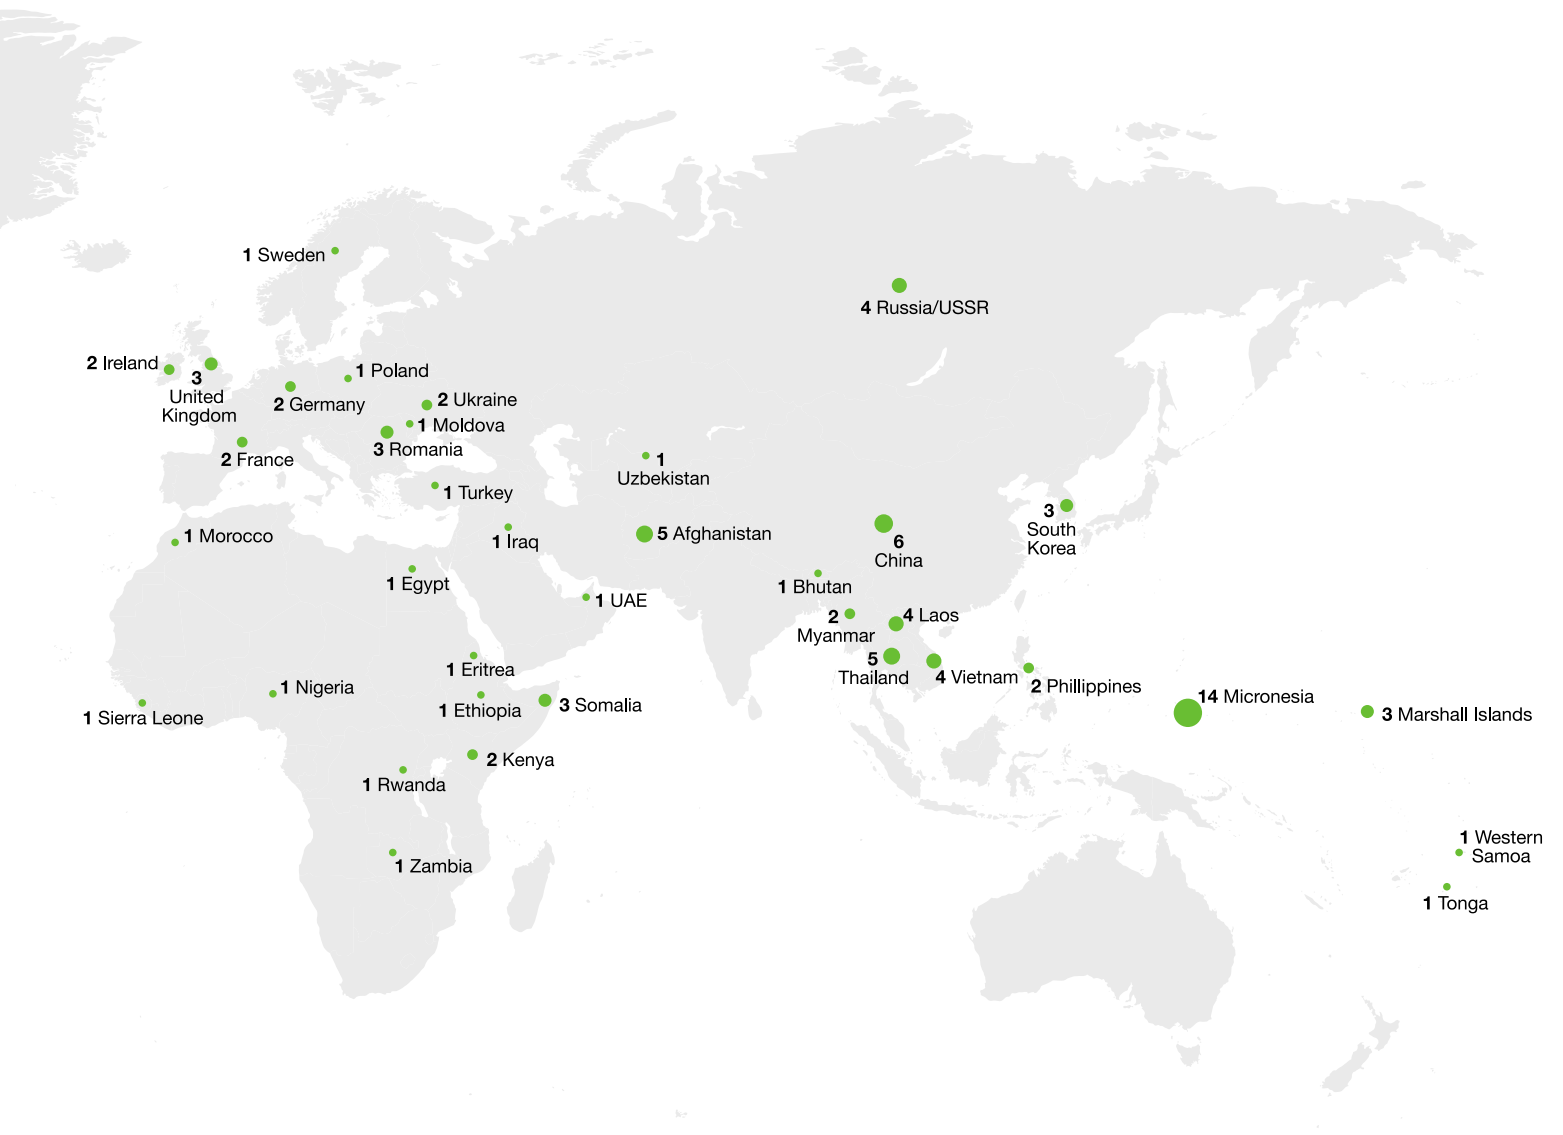 1 Sweden
4 Russia/USSR
2 Ireland
3
United
Kingdom
1 Poland
2 Germany
2 Ukraine
1 Moldova
3 Romania
2 France
1
Uzbekistan
1 Turkey
3
South
Korea
1 Morocco
1 Iraq
5 Afghanistan
6
China
1 Egypt
1 UAE
1 Bhutan
2
Myanmar
4 Laos
5
Thailand
4 Vietnam
2 Phillippines
1 Eritrea
1 Nigeria
1 Sierra Leone
1 Ethiopia
3 Somalia
14 Micronesia
3 Marshall Islands
2 Kenya
1 Rwanda
1 Zambia
1 Western
Samoa
1 Tonga